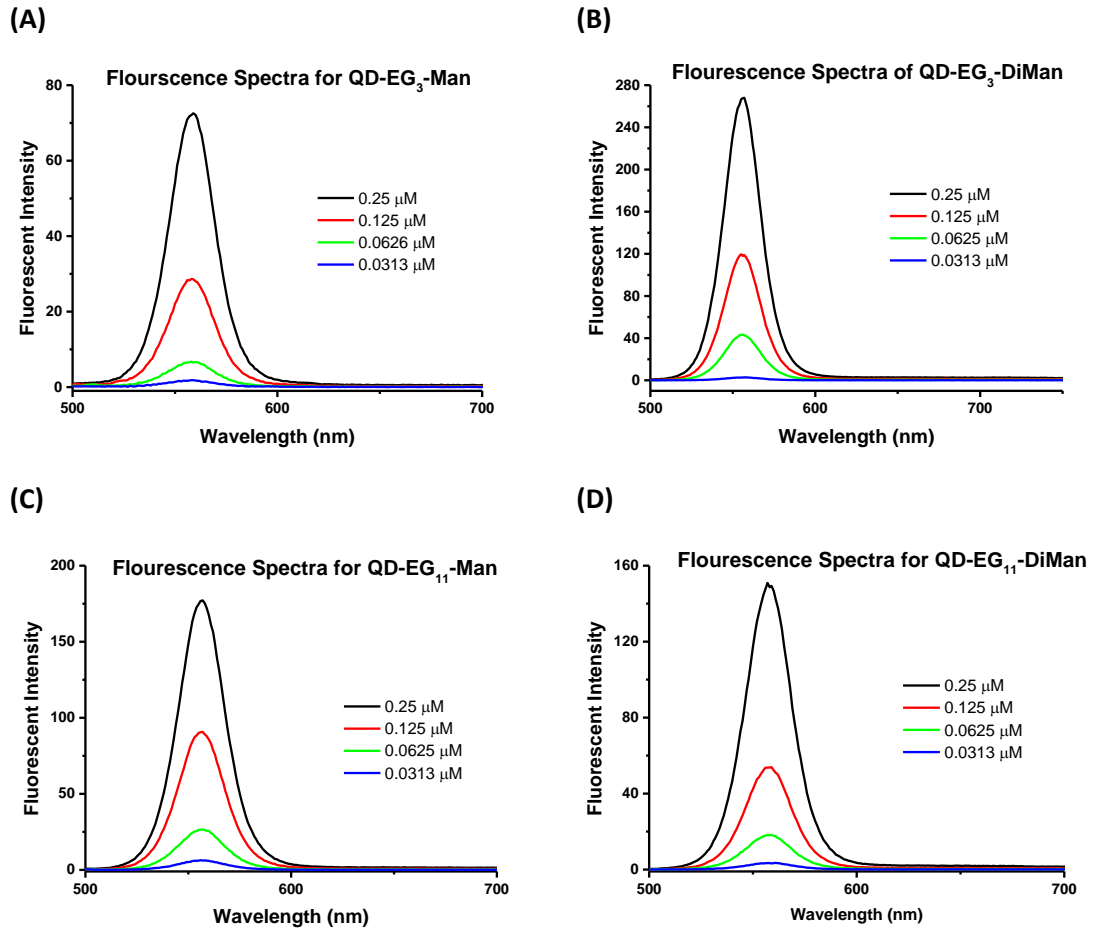 (A)
Flourscence Spectra for QD-EG₃-Man
80
60
40
20
0
Fluorescent Intensity
0.25 μM
0.125 μM
0.0626 μM
0.0313 μM
500
600
700
Wavelength (nm)
(B)
Flourescence Spectra of QD-EG₃-DiMan
280
240
200
160
120
80
40
0
Fluorescent Intensity
0.25 μM
0.125 μM
0.0625 μM
0.0313 μM
500
600
700
Wavelength (nm)
(C)
Flourescence Spectra for QD-EG₁₁-Man
200
150
100
50
0
Fluorescent Intensity
0.25 μM
0.125 μM
0.0625 μM
0.0313 μM
500
600
700
Wavelength (nm)
(D)
Flourescence Spectra for QD-EG₁₁-DiMan
160
120
80
40
0
Fluorescent Intensity
0.25 μM
0.125 μM
0.0625 μM
0.0313 μM
500
600
700
Wavelength (nm)